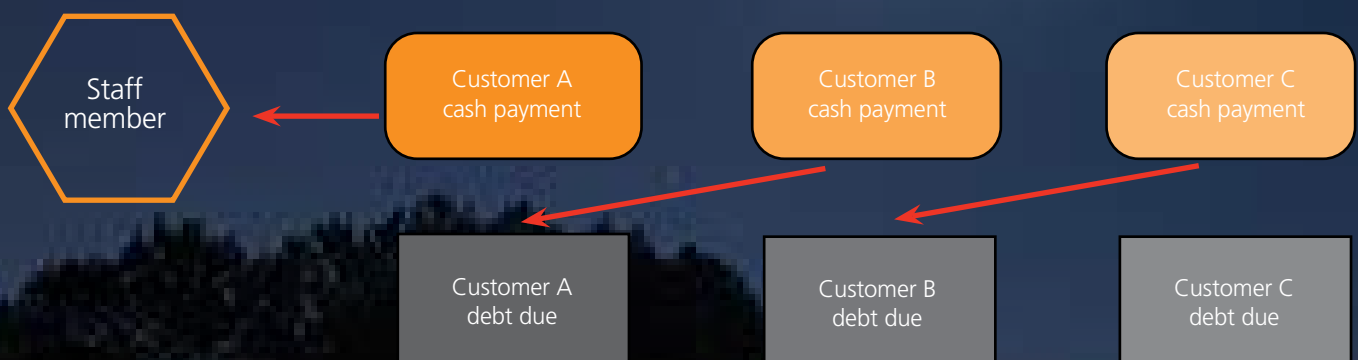 Staff
member
Customer A
cash payment
Customer B
cash payment
Customer C
cash payment
Customer A
debt due
Customer B
debt due
Customer C
debt due